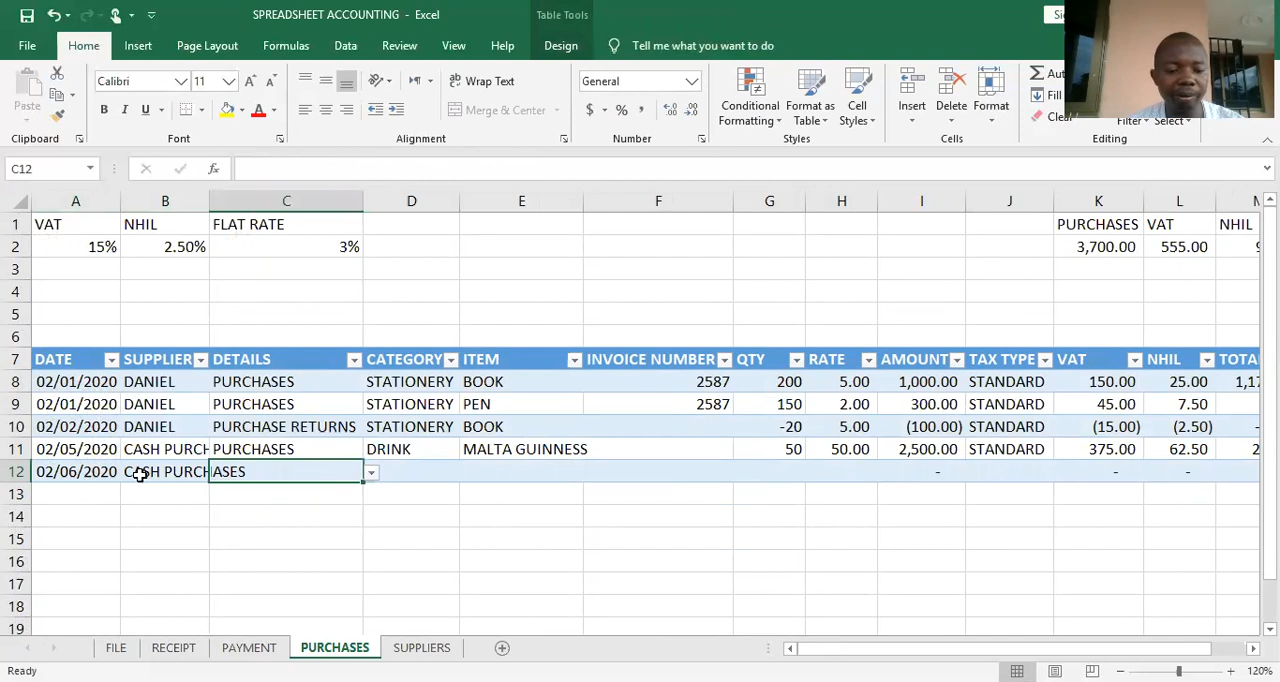 SPREADSHEET ACCOUNTING - Excel
Table Tools
File Home Insert Page Layout Formulas Data Review View Help Design Tell me what you want to do
Paste
Clipboard
Calibri 11
B I U
Font
Wrap Text
Merge & Center
Alignment
General
$ % ,
Number
Conditional Formatting
Format as Table
Cell Styles
Styles
Insert Delete Format
Cells
Fill
Filter Select
Editing
C12
A B C D E F G H I J K L
1 VAT NHIL FLAT RATE PURCHASES VAT NHIL
2 15% 2.50% 3% 3,700.00 555.00
3
4
5
6
7 DATE SUPPLIER DETAILS CATEGORY ITEM INVOICE NUMBER QTY RATE AMOUNT TAX TYPE VAT NHIL
8 02/01/2020 DANIEL PURCHASES STATIONERY BOOK 2587 200 5.00 1,000.00 STANDARD 150.00 25.00
9 02/01/2020 DANIEL PURCHASES STATIONERY PEN 2587 150 2.00 300.00 STANDARD 45.00 7.50
10 02/02/2020 DANIEL PURCHASE RETURNS STATIONERY BOOK -20 5.00 (100.00) STANDARD (15.00) (2.50)
11 02/05/2020 CASH PURCH PURCHASES DRINK MALTA GUINNESS 50 50.00 2,500.00 STANDARD 375.00 62.50
12 02/06/2020 CASH PURCHASES - - -
13
14
15
16
17
18
19
FILE RECEIPT PAYMENT PURCHASES SUPPLIERS
Ready
120%